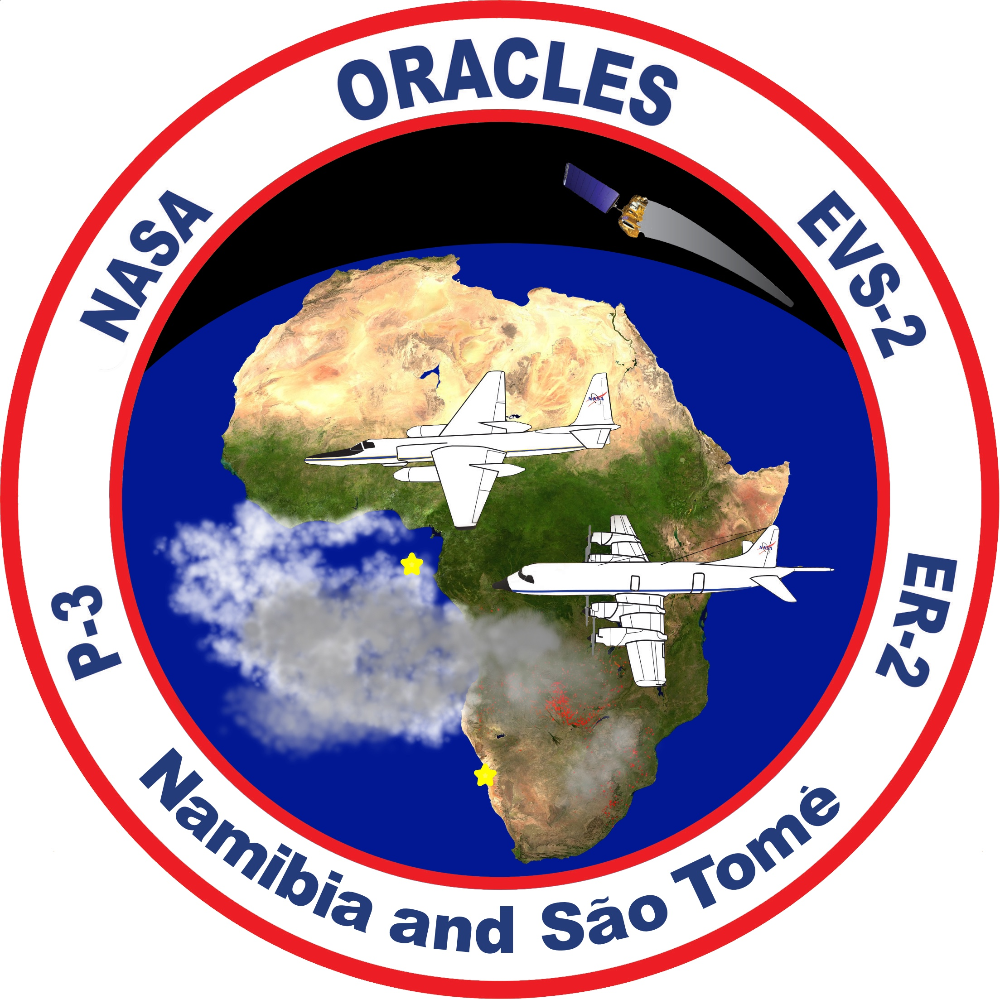 ORACLES
NASA
EVS-2
P-3
ER-2
Namibia and São Tomé
NASA
NASA